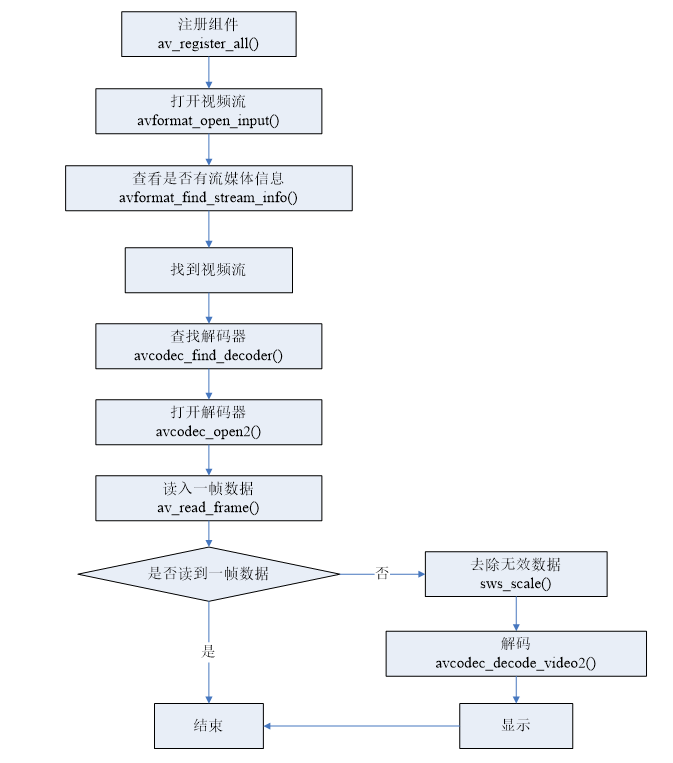 注册组件
av_register_all()
打开视频流
avformat_open_input()
查看是否有流媒体信息
avformat_find_stream_info()
找到视频流
查找解码器
avcodec_find_decoder()
打开解码器
avcodec_open2()
读入一帧数据
av_read_frame()
是否读到一帧数据
否
去除无效数据
sws_scale()
是
解码
avcodec_decode_video2()
结束
显示